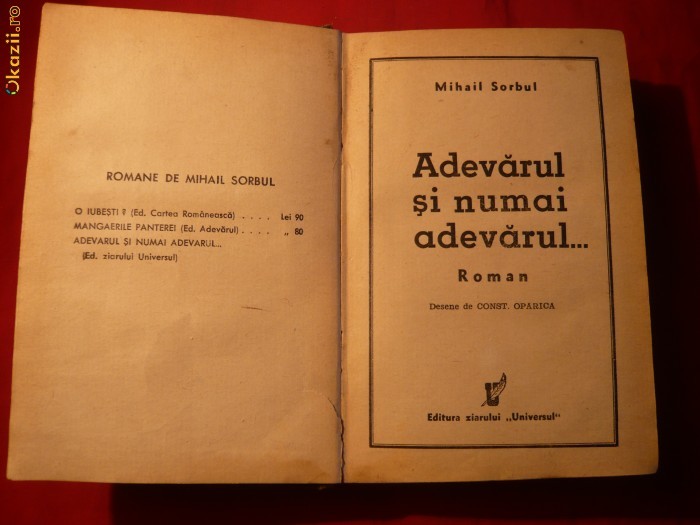 Okazii.ro
ROMANE DE MIHAIL SORBUL
O IUBEȘTI ? (Ed. Cartea Românească) . . . . Lei 90
MANGAERILE PANTEREI (Ed. Adevărul) . . . . „ 80
ADEVARUL ȘI NUMAI ADEVARUL...
(Ed. ziarului Universul)
Mihail Sorbul
Adevărul
și numai
adevărul...
Roman
Desene de CONST. OPARICA
Editura ziarului „Universul"